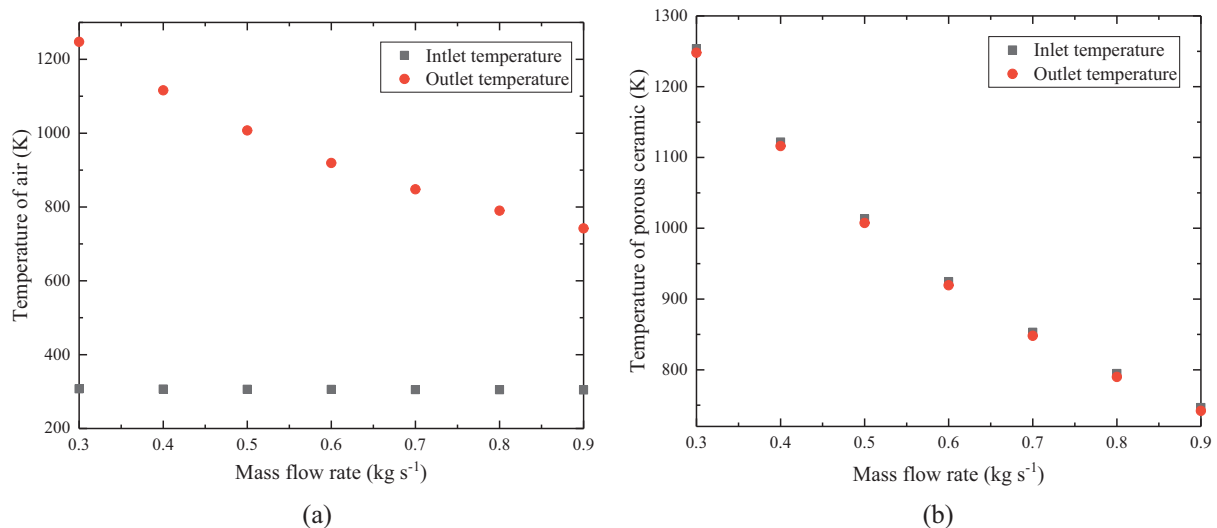 1200
1000
800
600
400
200
0.3 0.4 0.5 0.6 0.7 0.8 0.9
Temperature of air (K)
Mass flow rate (kg s-1)
Intlet temperature
Outlet temperature
(a)
1300
1200
1100
1000
900
800
0.3 0.4 0.5 0.6 0.7 0.8 0.9
Temperature of porous ceramic (K)
Mass flow rate (kg s-1)
Inlet temperature
Outlet temperature
(b)